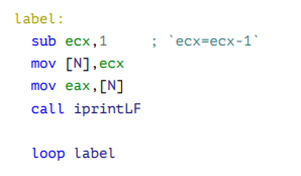 label:
sub ecx,1 ; `ecx=ecx-1`
mov [N],ecx
mov eax,[N]
call iprintLF
loop label